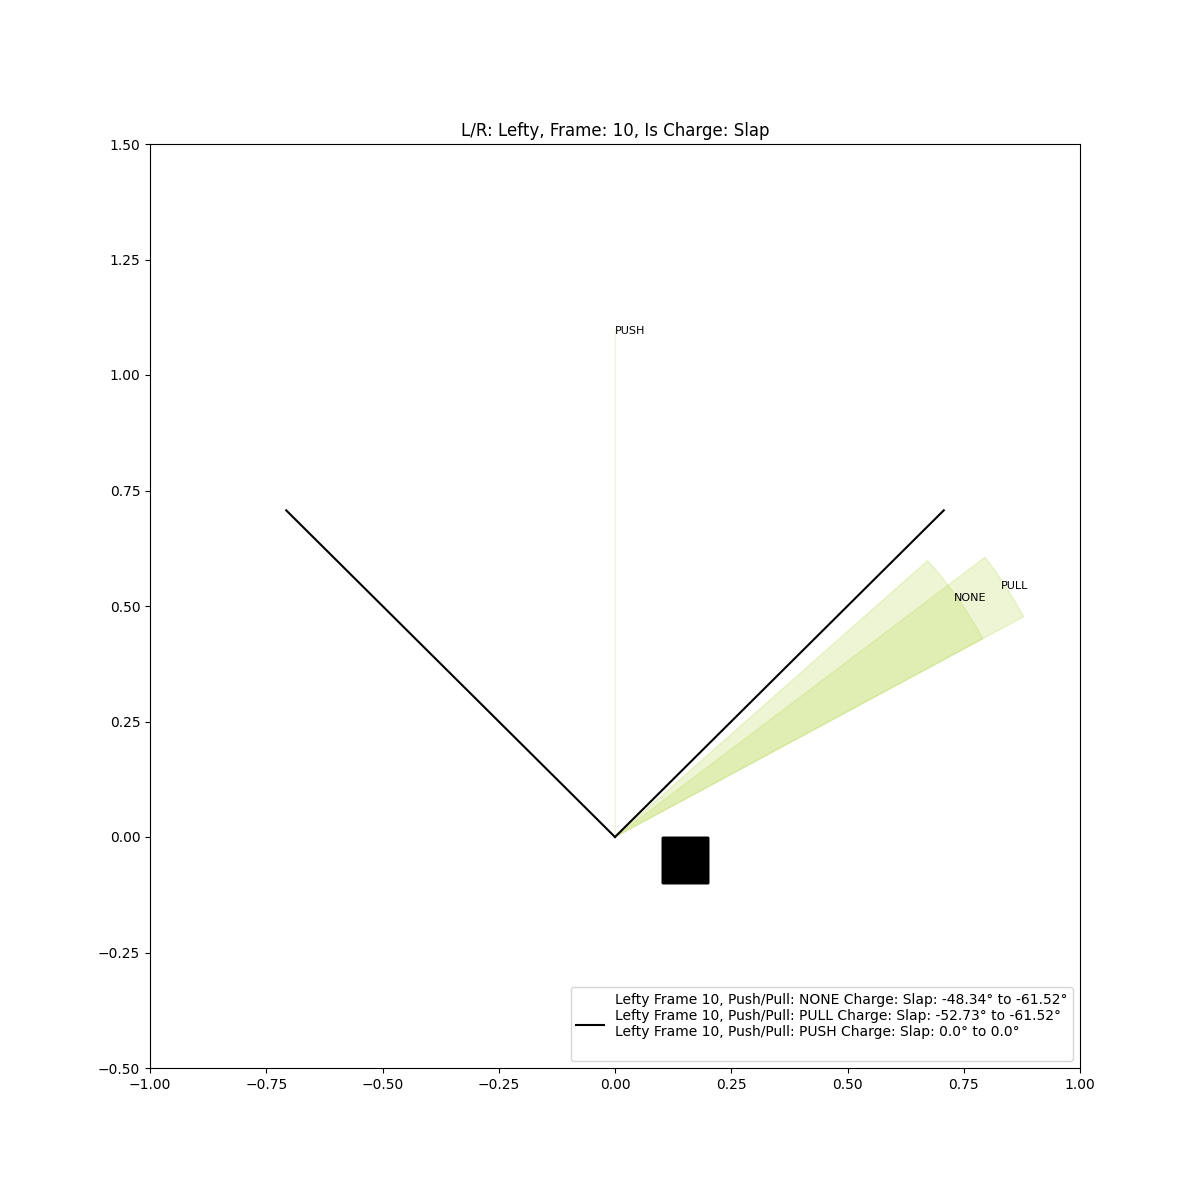 L/R: Lefty, Frame: 10, Is Charge: Slap
1.50
1.25
1.00
0.75
0.50
0.25
0.00
−0.25
−0.50
PUSH
PULL
NONE
Lefty Frame 10, Push/Pull: NONE Charge: Slap: -48.34° to -61.52°
Lefty Frame 10, Push/Pull: PULL Charge: Slap: -52.73° to -61.52°
Lefty Frame 10, Push/Pull: PUSH Charge: Slap: 0.0° to 0.0°
−1.00 −0.75 −0.50 −0.25 0.00 0.25 0.50 0.75 1.00